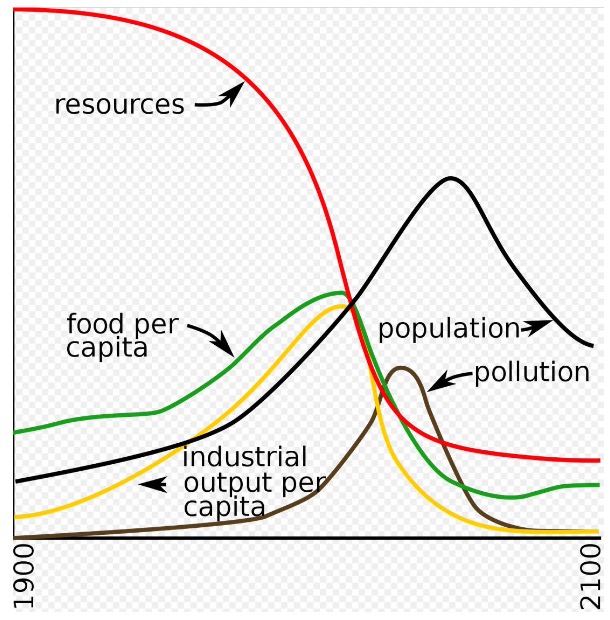 resources
food per
capita
population
pollution
industrial
output per
capita
1900
2100